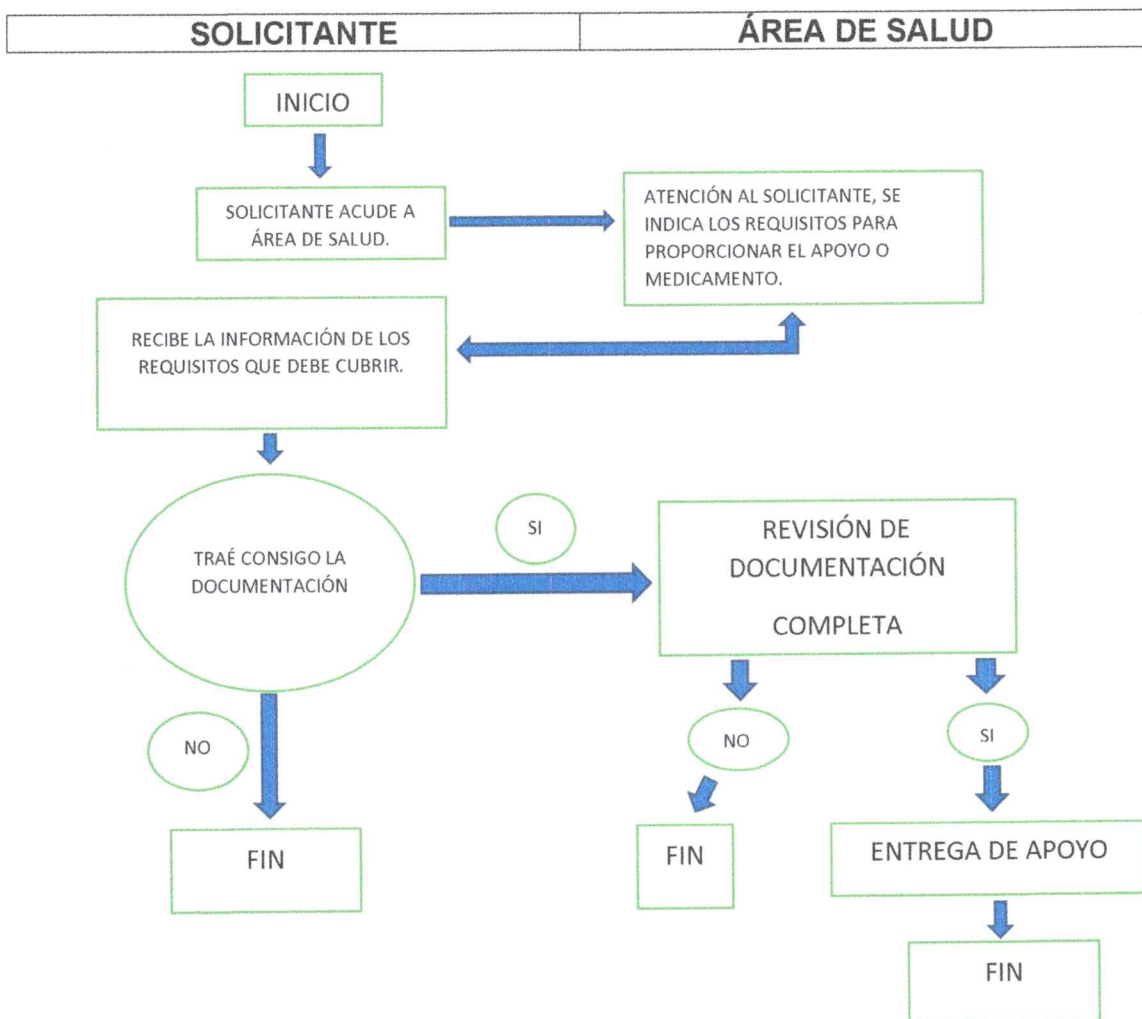 SOLICITANTE
ÁREA DE SALUD
INICIO
SOLICITANTE ACUDE A
ÁREA DE SALUD.
ATENCIÓN AL SOLICITANTE, SE
INDICA LOS REQUISITOS PARA
PROPORCIONAR EL APOYO O
MEDICAMENTO.
RECIBE LA INFORMACIÓN DE LOS
REQUISITOS QUE DEBE CUBRIR.
TRAÉ CONSIGO LA
DOCUMENTACIÓN
SI
REVISIÓN DE
DOCUMENTACIÓN
COMPLETA
NO
NO
SI
FIN
FIN
ENTREGA DE APOYO
FIN